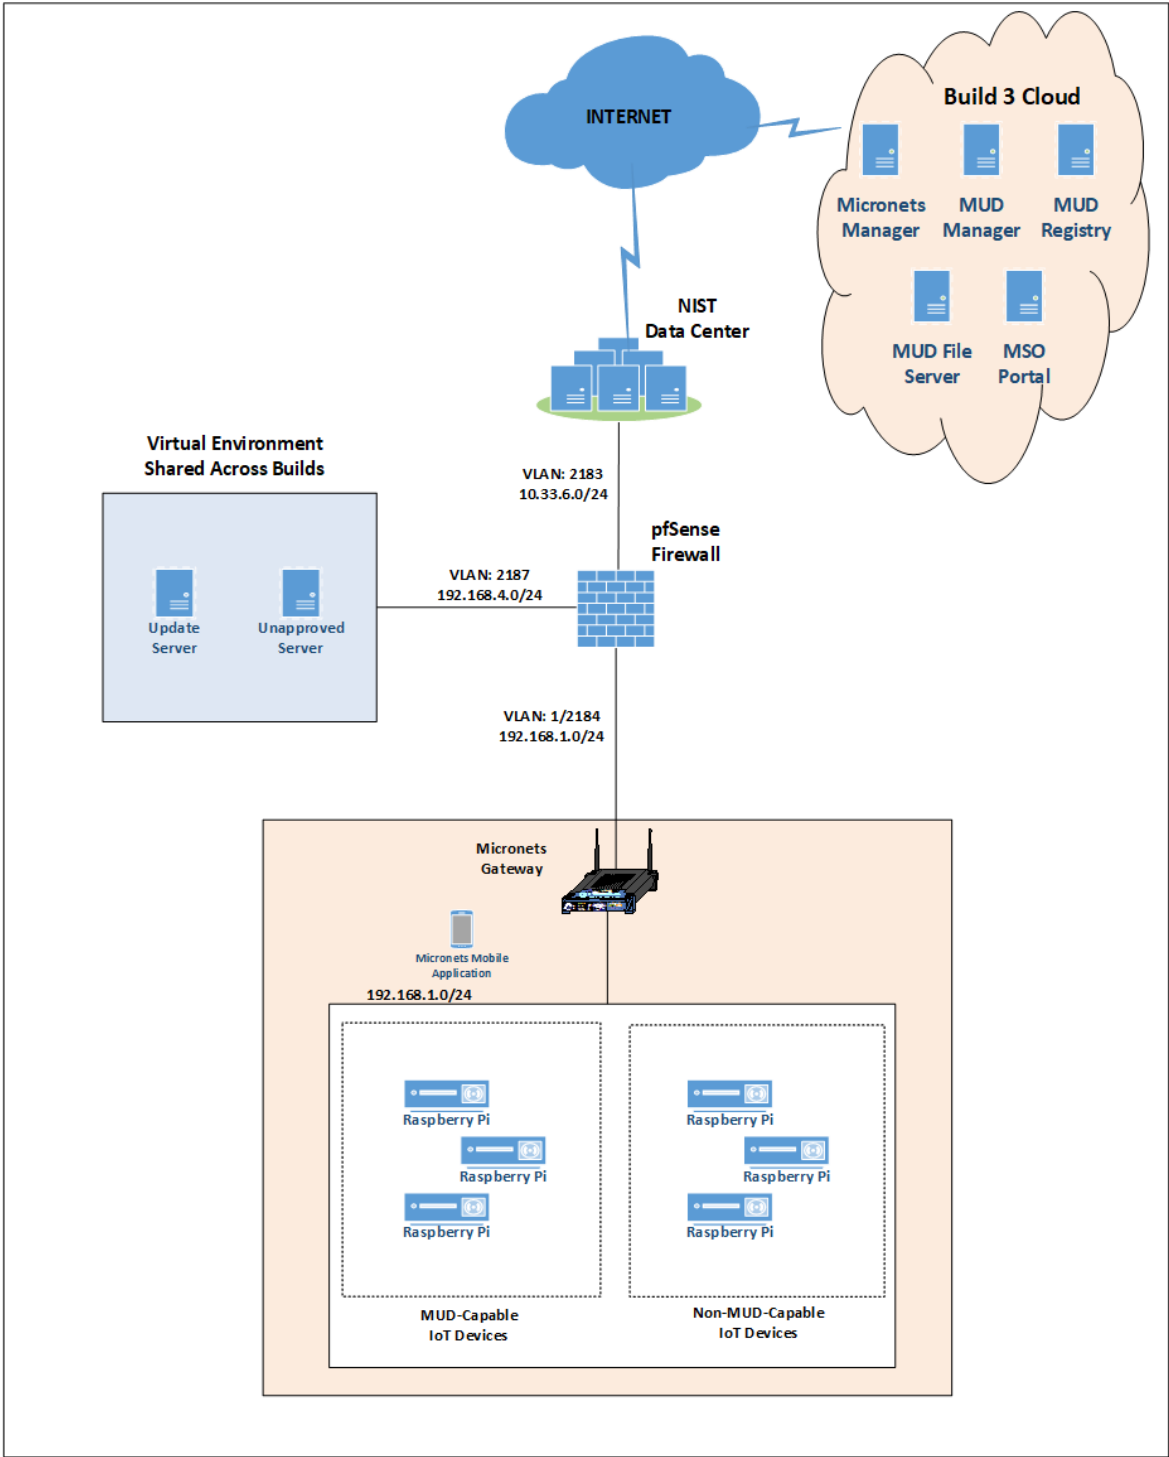 INTERNET
Build 3 Cloud
Micronets
Manager
MUD
Manager
MUD
Registry
MUD File
Server
MSO
Portal
NIST
Data Center
Virtual Environment
Shared Across Builds
VLAN: 2183
10.33.6.0/24
pfSense
Firewall
VLAN: 2187
192.168.4.0/24
Update
Server
Unapproved
Server
VLAN: 1/2184
192.168.1.0/24
Micronets
Gateway
Micronets Mobile
Application
192.168.1.0/24
Raspberry Pi
Raspberry Pi
Raspberry Pi
MUD-Capable
IoT Devices
Raspberry Pi
Raspberry Pi
Raspberry Pi
Non-MUD-Capable
IoT Devices